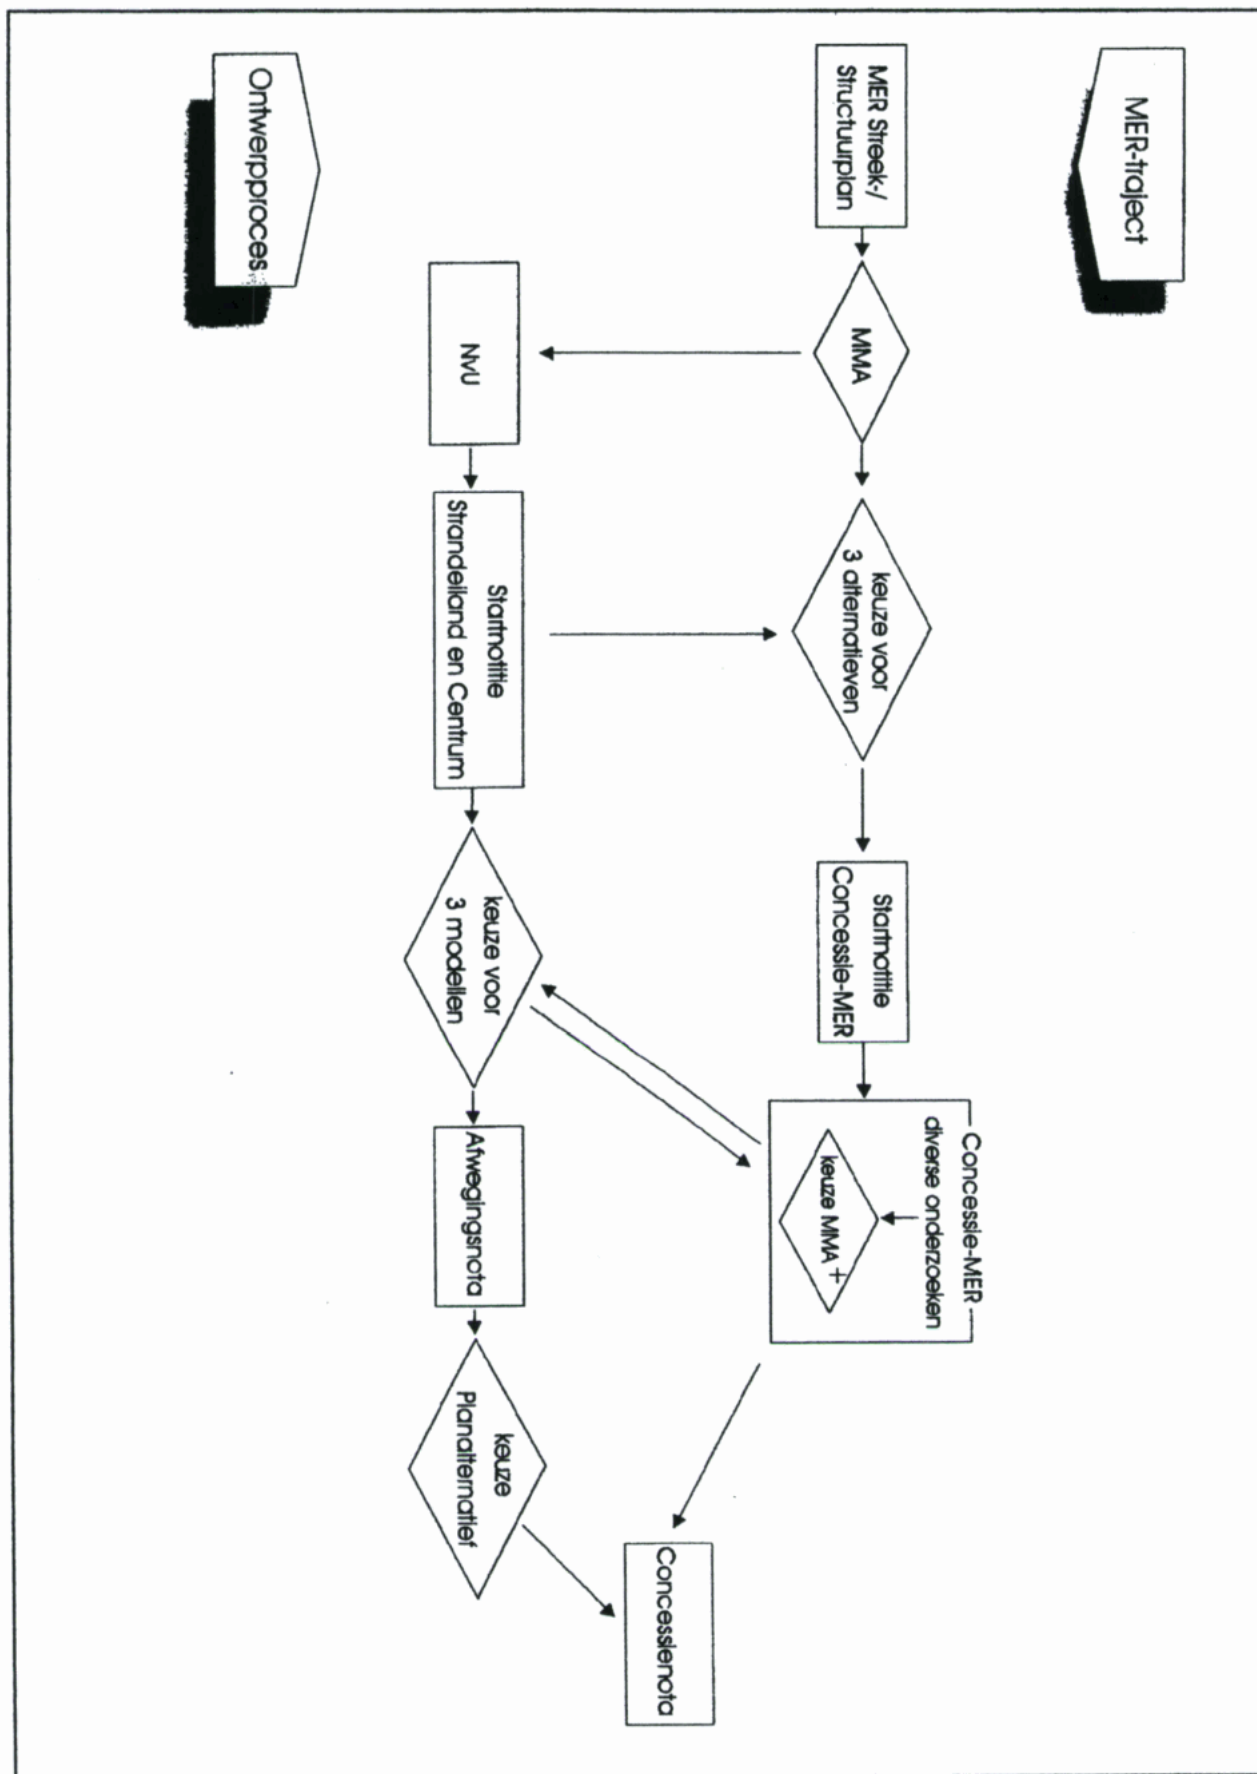 MER-traject
MER Streek-/
Structuurplan
MMA
keuze voor
3 alternatieven
Startnotitie
Concessie-MER
Concessie-MER
diverse onderzoeken
keuze MMA+
Ontwerpproces
NvU
Startnotitie
Strandeiland en Centrum
keuze voor
3 modellen
Afwegingsnota
keuze
Planalternatief
Concessienota